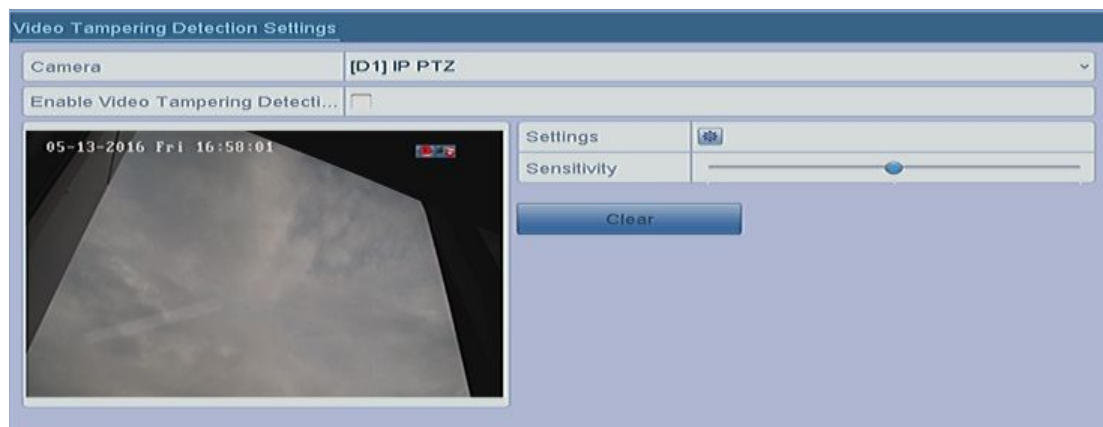 Video Tampering Detection Settings
Camera [D1] IP PTZ
Enable Video Tampering Detecti...
05-13-2016 Fri 16:58:01
Settings
Sensitivity
Clear